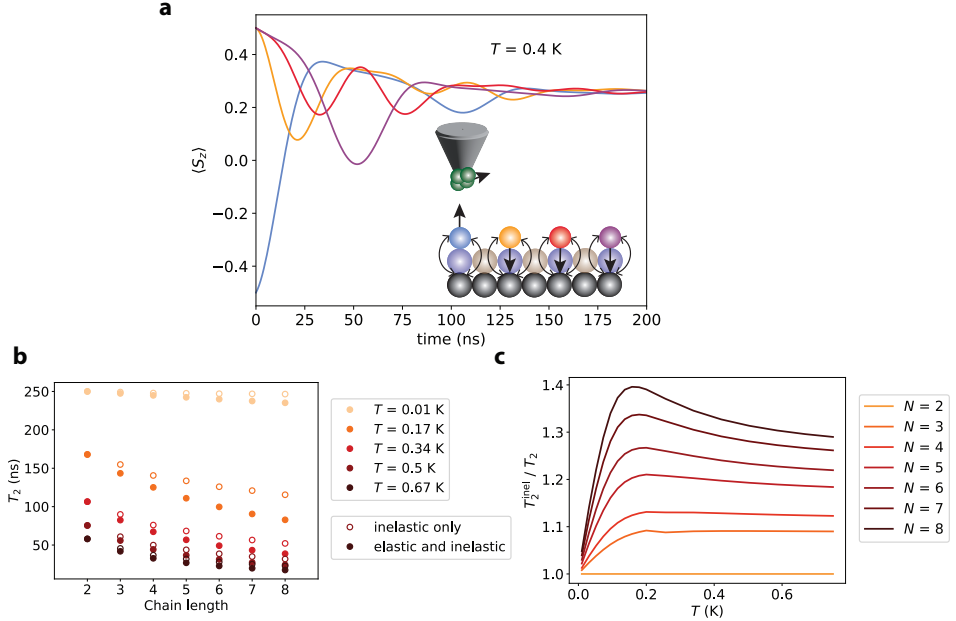 a
T = 0.4 K
0.4
0.2
0.0
−0.2
−0.4
⟨S_z⟩
0 25 50 75 100 125 150 175 200
time (ns)
b
250
200
150
100
50
T_2 (ns)
2 3 4 5 6 7 8
Chain length
T = 0.01 K
T = 0.17 K
T = 0.34 K
T = 0.5 K
T = 0.67 K
inelastic only
elastic and inelastic
c
1.4
1.3
1.2
1.1
1.0
T_2^inel / T_2
0.0 0.2 0.4 0.6
T (K)
N = 2
N = 3
N = 4
N = 5
N = 6
N = 7
N = 8